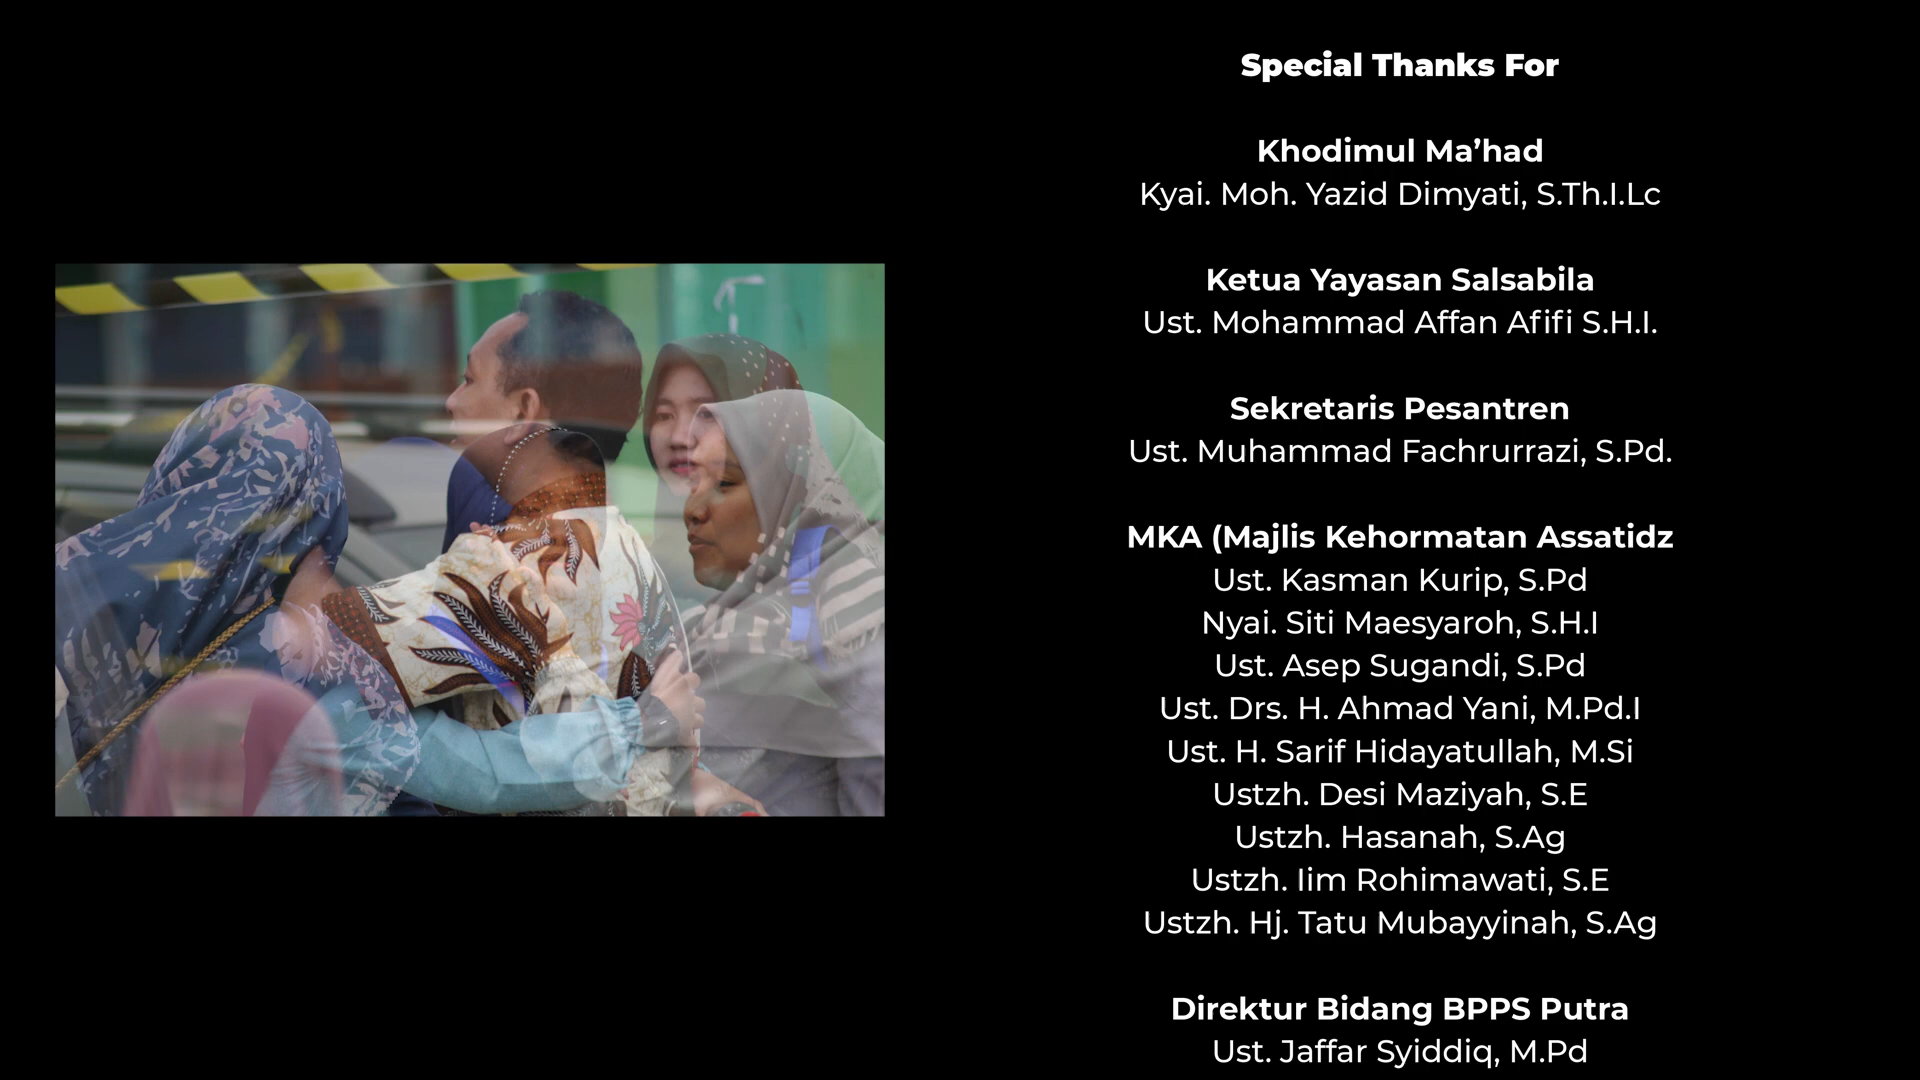 Special Thanks For
Khodimul Ma’had
Kyai. Moh. Yazid Dimyati, S.Th.I.Lc
Ketua Yayasan Salsabila
Ust. Mohammad Affan Afifi S.H.I.
Sekretaris Pesantren
Ust. Muhammad Fachrurrazi, S.Pd.
MKA (Majlis Kehormatan Assatidz
Ust. Kasman Kurip, S.Pd
Nyai. Siti Maesyaroh, S.H.I
Ust. Asep Sugandi, S.Pd
Ust. Drs. H. Ahmad Yani, M.Pd.I
Ust. H. Sarif Hidayatullah, M.Si
Ustzh. Desi Maziyah, S.E
Ustzh. Hasanah, S.Ag
Ustzh. Iim Rohimawati, S.E
Ustzh. Hj. Tatu Mubayyinah, S.Ag
Direktur Bidang BPPS Putra
Ust. Jaffar Syiddiq, M.Pd